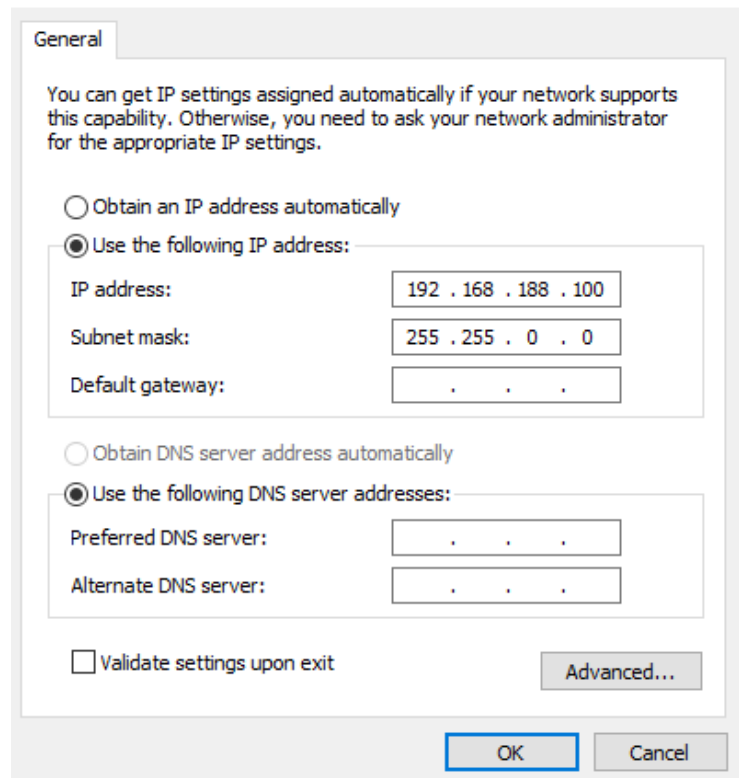 General
You can get IP settings assigned automatically if your network supports
this capability. Otherwise, you need to ask your network administrator
for the appropriate IP settings.
Obtain an IP address automatically
Use the following IP address:
IP address: 192 . 168 . 188 . 100
Subnet mask: 255 . 255 . 0 . 0
Default gateway: . . .
Obtain DNS server address automatically
Use the following DNS server addresses:
Preferred DNS server: . . .
Alternate DNS server: . . .
Validate settings upon exit
Advanced...
OK Cancel